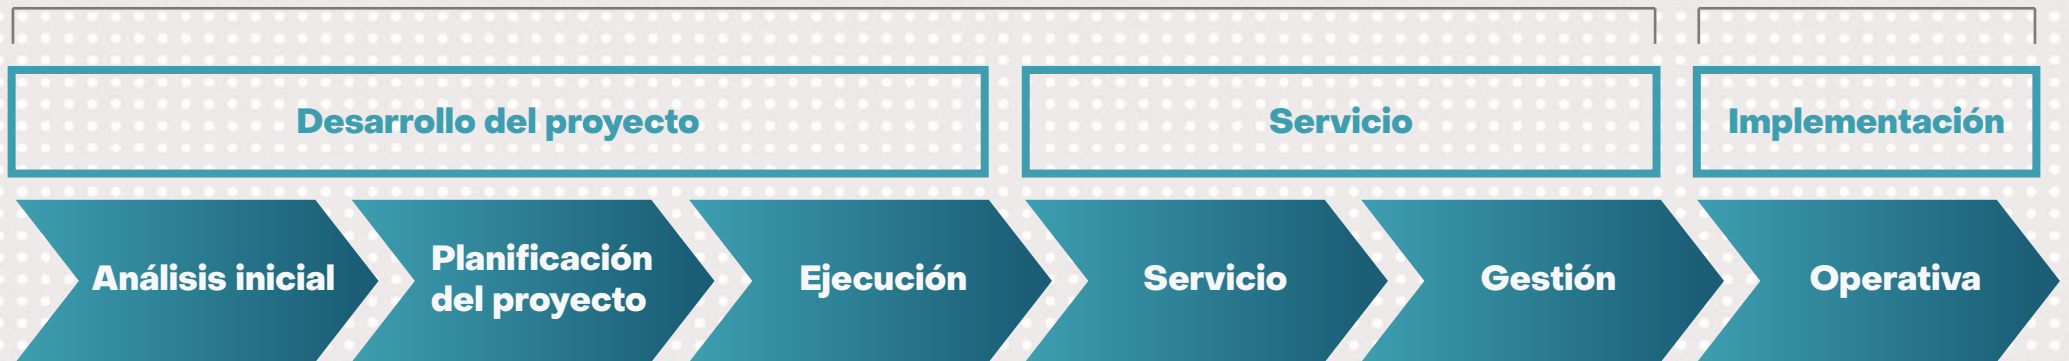 Desarrollo del proyecto
Servicio
Implementación
Análisis inicial
Planificación
del proyecto
Ejecución
Servicio
Gestión
Operativa